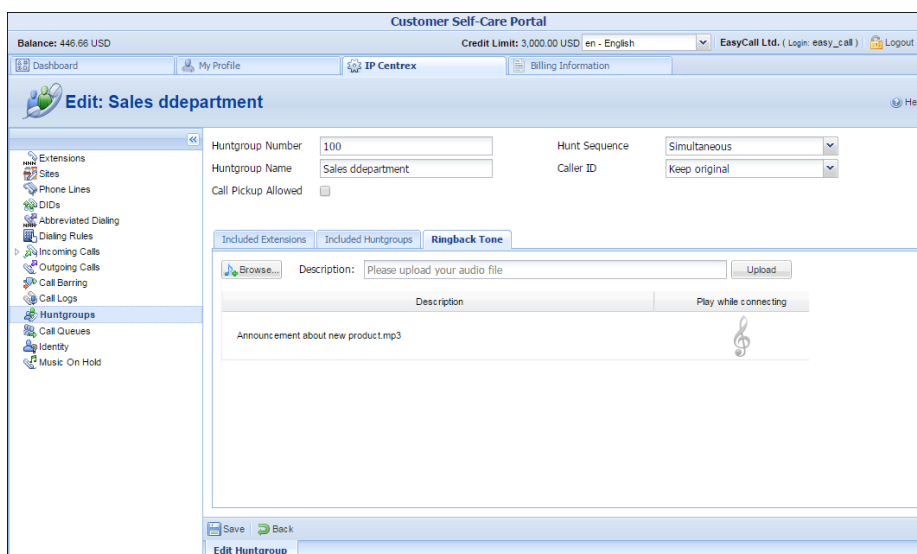 Customer Self-Care Portal
Balance: 446.66 USD Credit Limit: 3,000.00 USD en - English EasyCall Ltd. ( Login: easy_call ) Logout
Dashboard My Profile IP Centrex Billing Information
Edit: Sales ddepartment He
Extensions
Sites
Phone Lines
DIDs
Abbreviated Dialing
Dialing Rules
Incoming Calls
Outgoing Calls
Call Barring
Call Logs
Huntgroups
Call Queues
Identity
Music On Hold
Huntgroup Number 100 Hunt Sequence Simultaneous
Huntgroup Name Sales ddepartment Caller ID Keep original
Call Pickup Allowed
Included Extensions Included Huntgroups Ringback Tone
Browse... Description: Please upload your audio file Upload
Description Play while connecting
Announcement about new product.mp3
Save Back
Edit Huntgroup